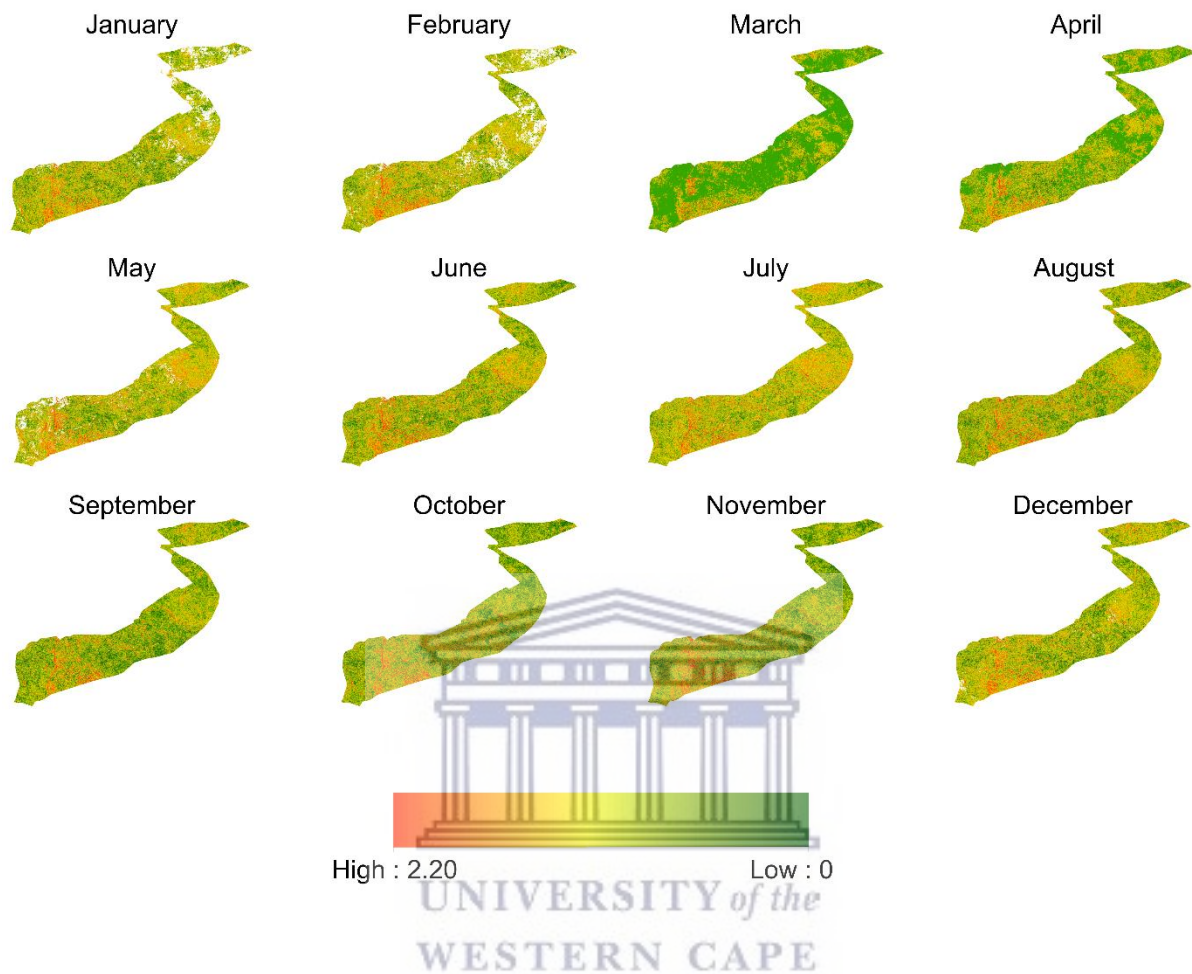 January February March April
May June July August
September October November December
High : 2.20 Low : 0
UNIVERSITY of the
WESTERN CAPE